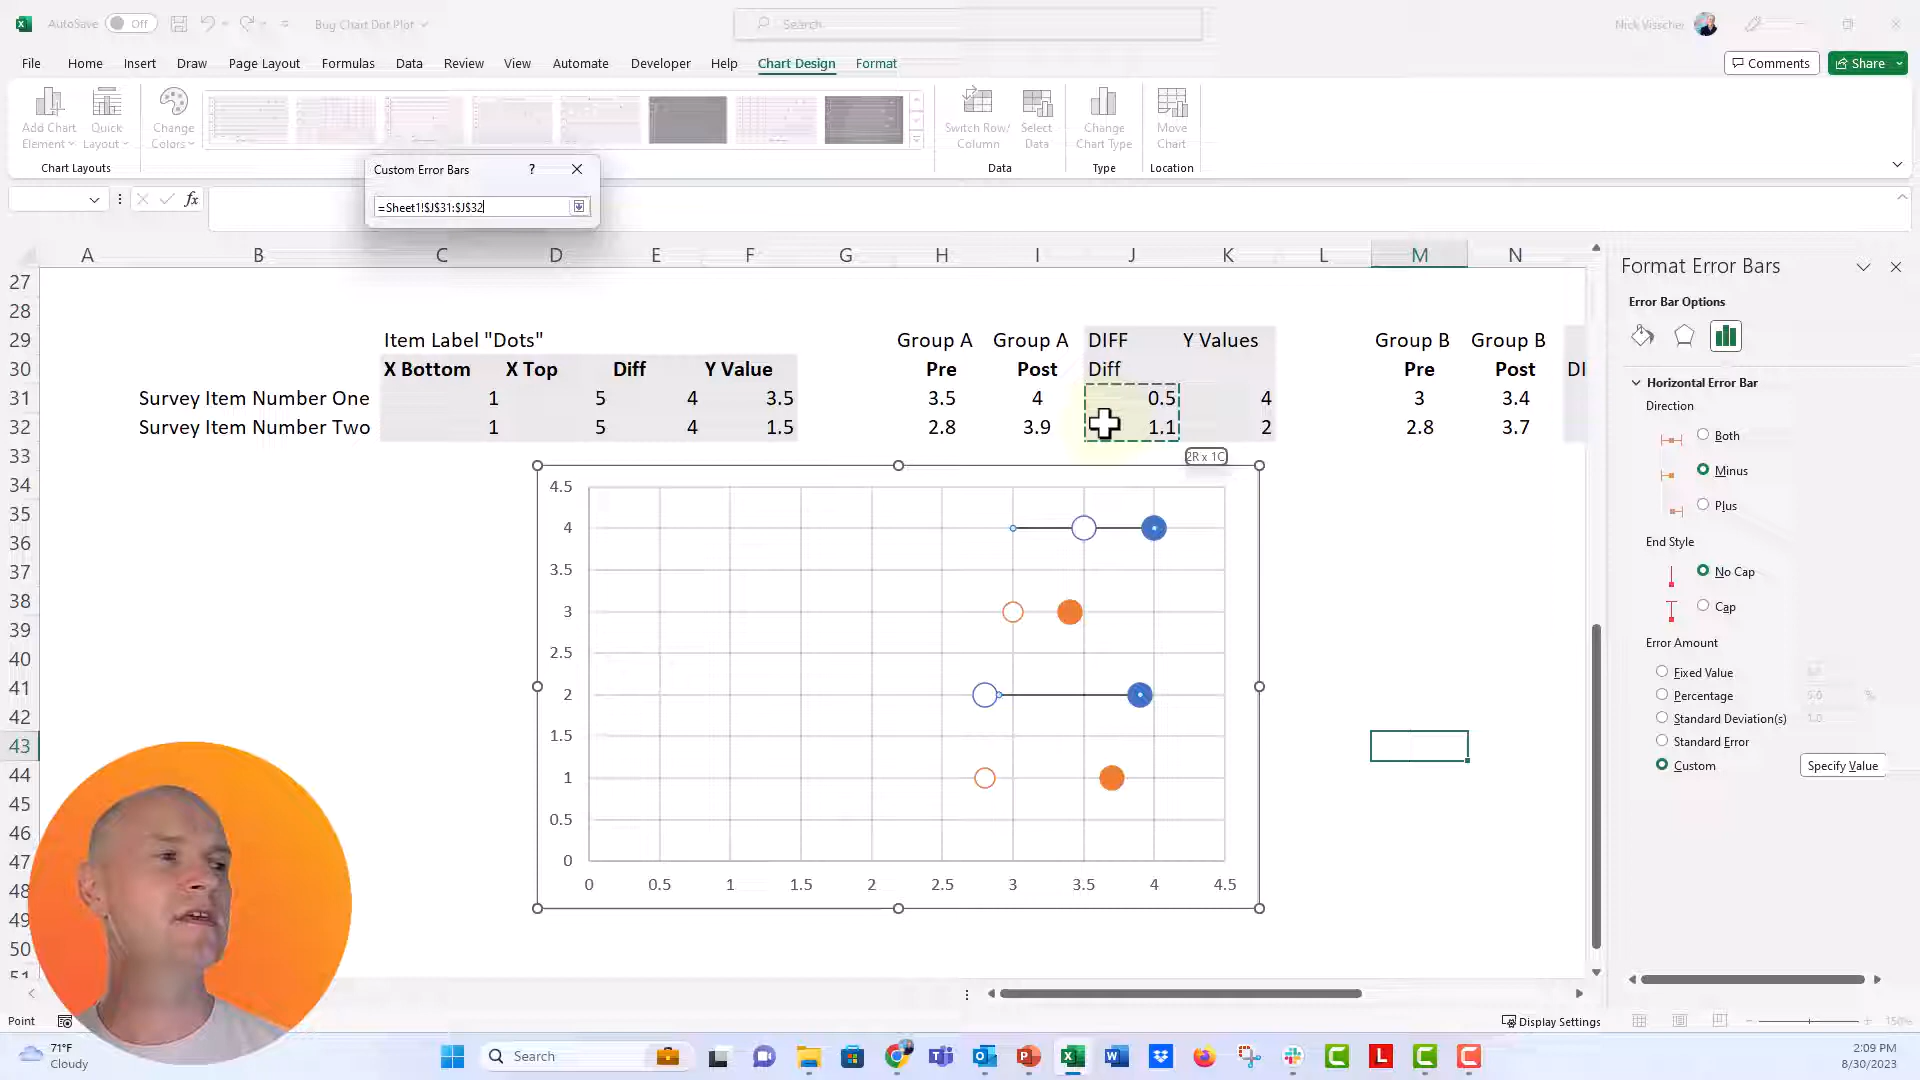 AutoSave Off Bug Chart Dot Plot Search Nick Visscher
File Home Insert Draw Page Layout Formulas Data Review View Automate Developer Help Chart Design Format Comments Share
Add Chart Element Quick Layout Change Colors Switch Row/ Column Select Data Change Chart Type Move Chart
Chart Layouts Data Type Location
Custom Error Bars ?
=Sheet1!$J$31:$J$32
fx
A B C D E F G H I J K L M N
27
28
29 Item Label "Dots" Group A Group A DIFF Y Values Group B Group B
30 X Bottom X Top Diff Y Value Pre Post Diff Pre Post DI
31 Survey Item Number One 1 5 4 3.5 3.5 4 0.5 4 3 3.4
32 Survey Item Number Two 1 5 4 1.5 2.8 3.9 1.1 2 2.8 3.7
33
2R x 1C
34
35
36
37
38
39
40
41
42
43
44
45
46
47
48
49
50
51
4.5
4
3.5
3
2.5
2
1.5
1
0.5
0
0 0.5 1 1.5 2 2.5 3 3.5 4 4.5
Format Error Bars
Error Bar Options
Horizontal Error Bar
Direction
Both
Minus
Plus
End Style
No Cap
Cap
Error Amount
Fixed Value
Percentage 5.0 %
Standard Deviation(s) 1.0
Standard Error
Custom Specify Value
Point Display Settings 150%
71°F
Cloudy
Search
2:09 PM
8/30/2023